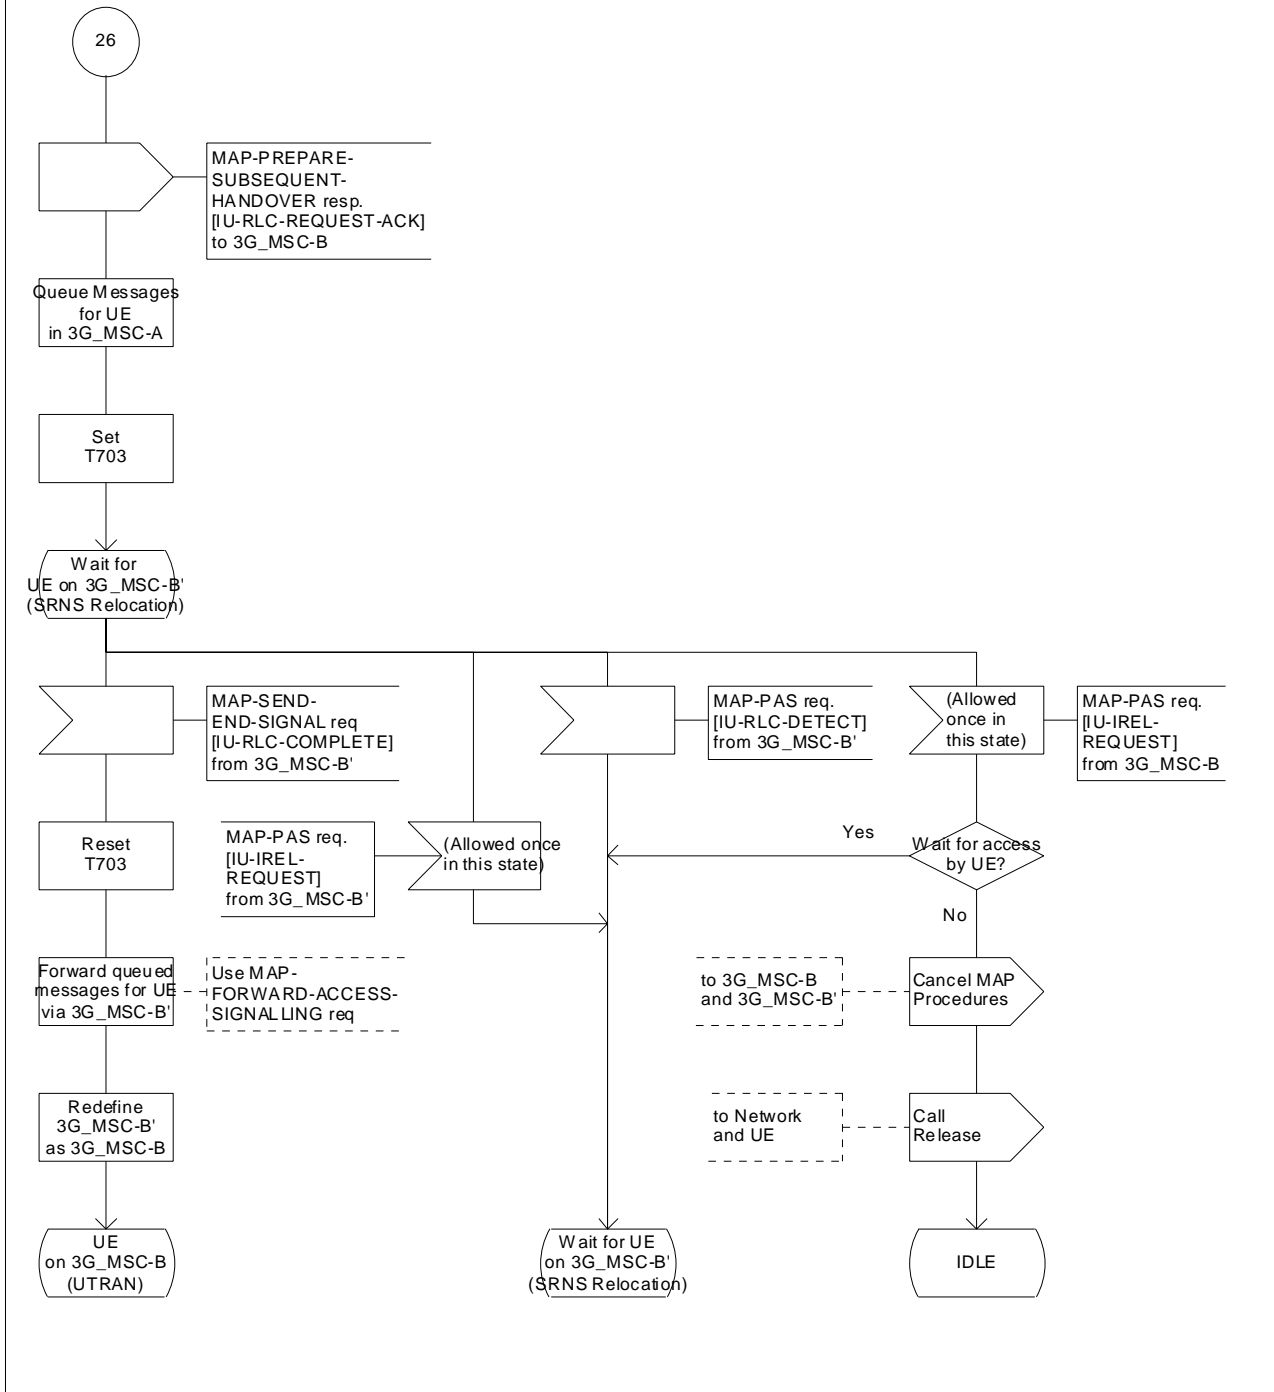 26
MAP-PREPARE-
SUBSEQUENT-
HANDOVER resp.
[IU-RLC-REQUEST-ACK]
to 3G_MSC-B
Queue Messages
for UE
in 3G_MSC-A
Set
T703
Wait for
UE on 3G_MSC-B'
(SRNS Relocation)
MAP-SEND-
END-SIGNAL req
[IU-RLC-COMPLETE]
from 3G_MSC-B'
MAP-PAS req.
[IU-RLC-DETECT]
from 3G_MSC-B'
(Allowed
once in
this state)
MAP-PAS req.
[IU-IREL-
REQUEST]
from 3G_MSC-B
Reset
T703
MAP-PAS req.
[IU-IREL-
REQUEST]
from 3G_MSC-B'
(Allowed once
in this state)
Yes
Wait for access
by UE?
No
Forward queued
messages for UE
via 3G_MSC-B'
Use MAP-
FORWARD-ACCESS-
SIGNALLING req
to 3G_MSC-B
and 3G_MSC-B'
Cancel MAP
Procedures
Redefine
3G_MSC-B'
as 3G_MSC-B
to Network
and UE
Call
Release
UE
on 3G_MSC-B
(UTRAN)
Wait for UE
on 3G_MSC-B'
(SRNS Relocation)
IDLE